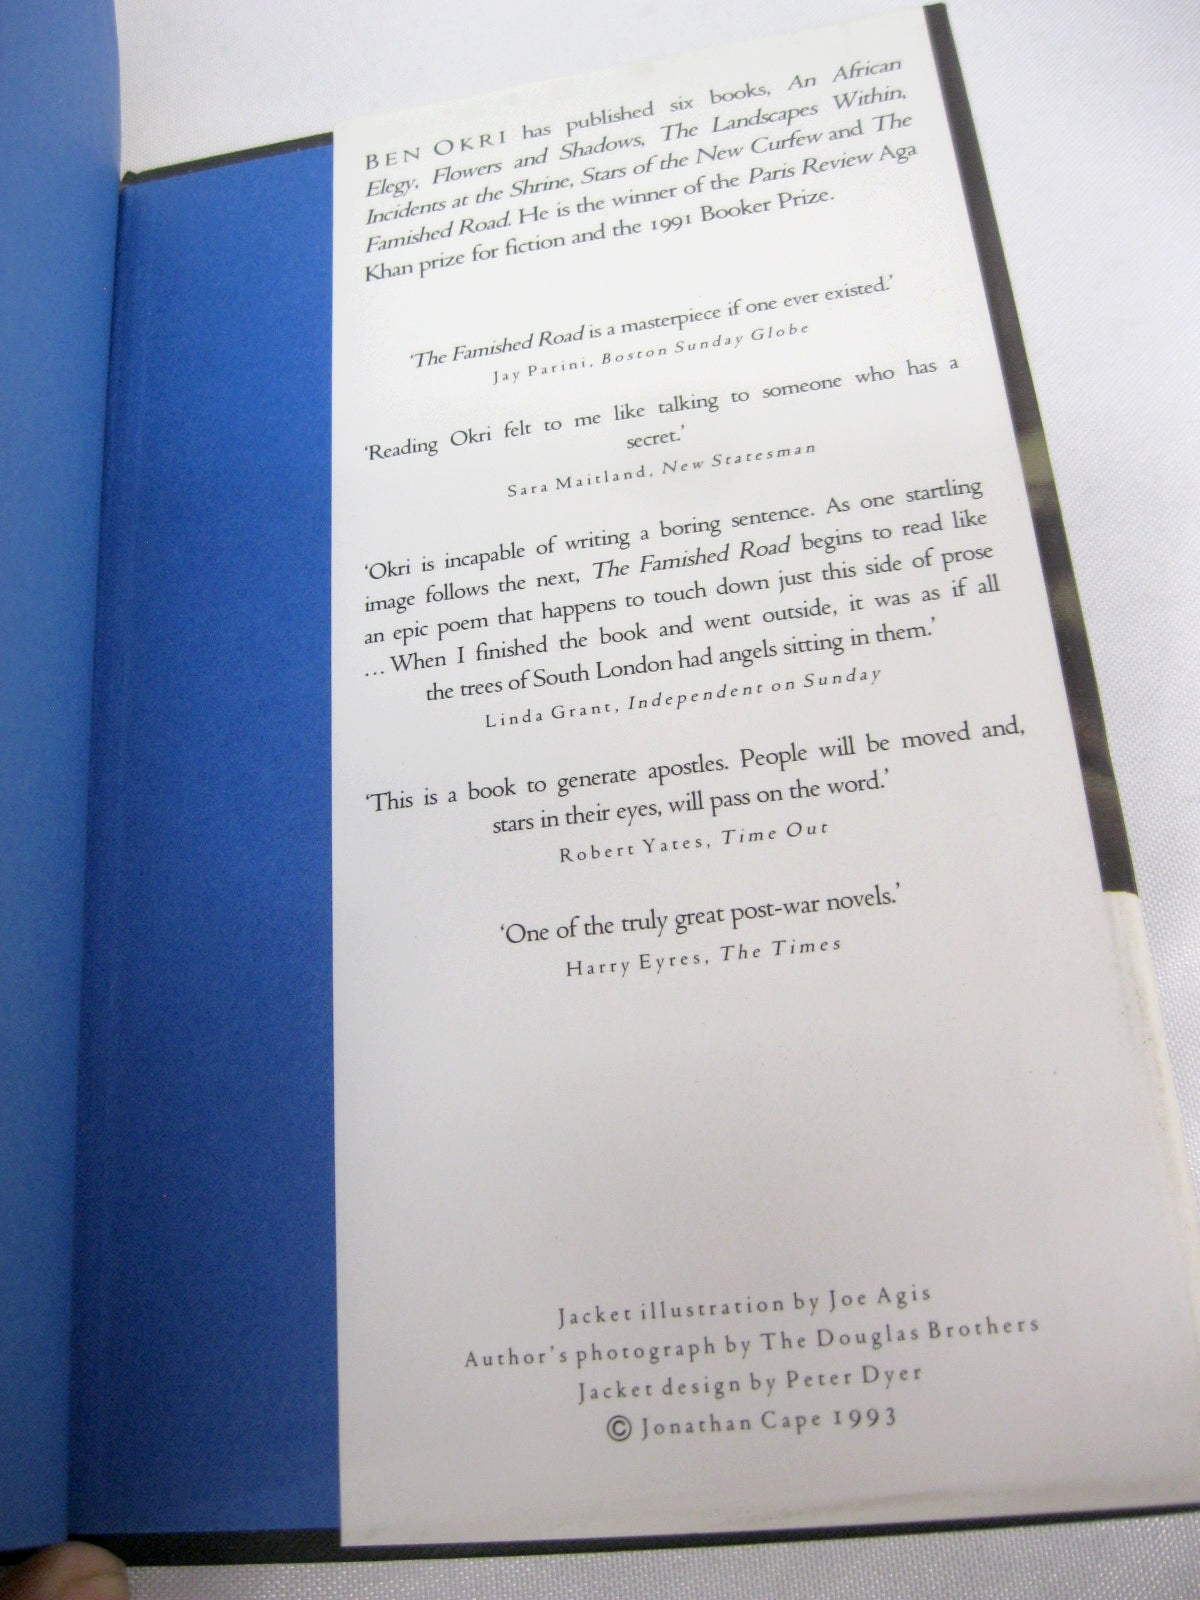 BEN OKRI has published six books, An African
Elegy, Flowers and Shadows, The Landscapes Within,
Incidents at the Shrine, Stars of the New Curfew and The
Famished Road. He is the winner of the Paris Review Aga
Khan prize for fiction and the 1991 Booker Prize.
‘The Famished Road is a masterpiece if one ever existed.’
Jay Parini, Boston Sunday Globe
‘Reading Okri felt to me like talking to someone who has a
secret.’
Sara Maitland, New Statesman
‘Okri is incapable of writing a boring sentence. As one startling
image follows the next, The Famished Road begins to read like
an epic poem that happens to touch down just this side of prose
… When I finished the book and went outside, it was as if all
the trees of South London had angels sitting in them.’
Linda Grant, Independent on Sunday
‘This is a book to generate apostles. People will be moved and,
stars in their eyes, will pass on the word.’
Robert Yates, Time Out
‘One of the truly great post-war novels.’
Harry Eyres, The Times
Jacket illustration by Joe Agis
Author's photograph by The Douglas Brothers
Jacket design by Peter Dyer
© Jonathan Cape 1993